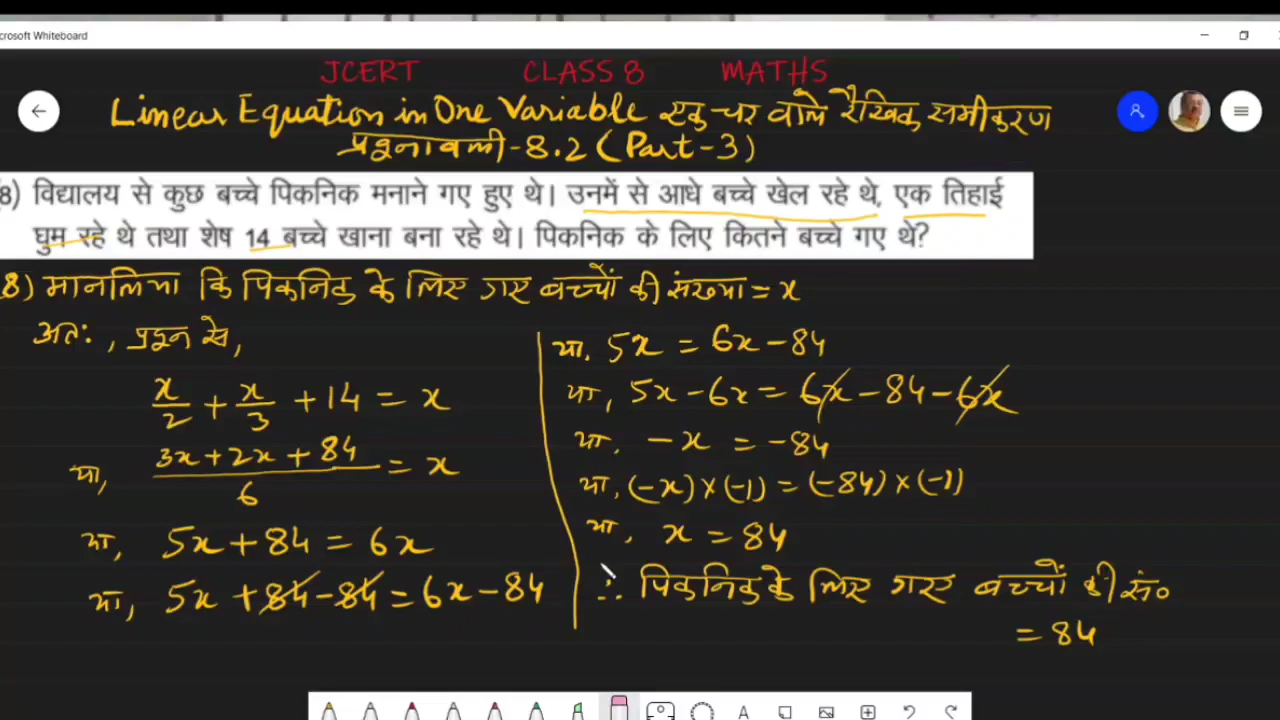 crosoft Whiteboard
JCERT CLASS 8 MATHS
Linear Equation in One Variable एक चर वाले रैखिक समीकरण
प्रश्नावली-8.2 (Part-3)
8) विद्यालय से कुछ बच्चे पिकनिक मनाने गए हुए थे। उनमें से आधे बच्चे खेल रहे थे, एक तिहाई
घुम रहे थे तथा शेष 14 बच्चे खाना बना रहे थे। पिकनिक के लिए कितने बच्चे गए थे?
8) मानलिया कि पिकनिक के लिए गए बच्चों की संख्या = x
अतः, प्रश्न से,
x/2 + x/3 + 14 = x
या, (3x+2x+84)/6 = x
या, 5x+84 = 6x
या, 5x+84-84 = 6x-84
या, 5x = 6x-84
या, 5x-6x = 6x-84-6x
या, -x = -84
या, (-x)×(-1) = (-84)×(-1)
या, x = 84
∴ पिकनिक के लिए गए बच्चों की सं०
= 84